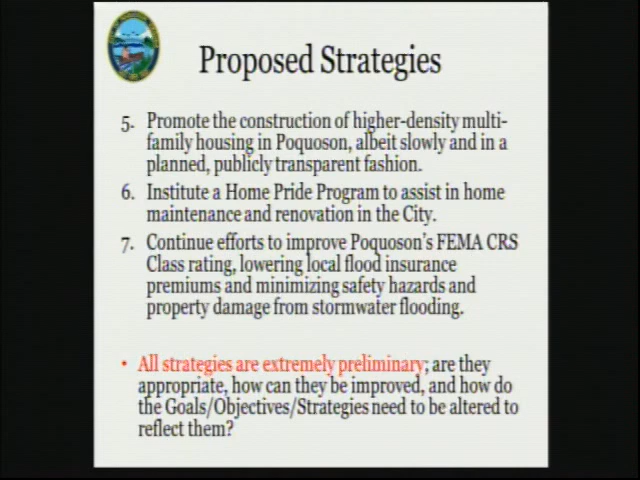 Proposed Strategies
5. Promote the construction of higher-density multi-
family housing in Poquoson, albeit slowly and in a
planned, publicly transparent fashion.
6. Institute a Home Pride Program to assist in home
maintenance and renovation in the City.
7. Continue efforts to improve Poquoson's FEMA CRS
Class rating, lowering local flood insurance
premiums and minimizing safety hazards and
property damage from stormwater flooding.
• All strategies are extremely preliminary; are they
appropriate, how can they be improved, and how do
the Goals/Objectives/Strategies need to be altered to
reflect them?